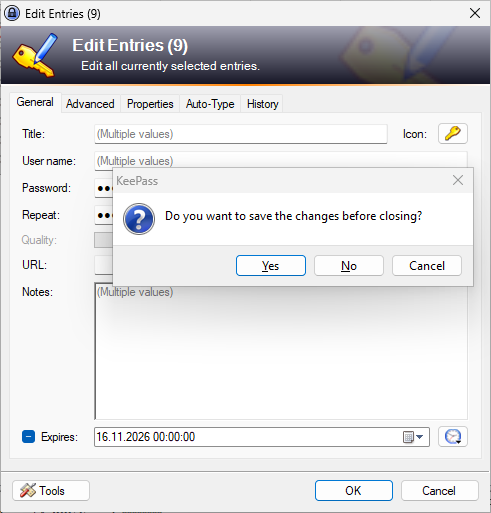 Edit Entries (9)
Edit Entries (9)
Edit all currently selected entries.
General Advanced Properties Auto-Type History
Title: (Multiple values) Icon:
User name: (Multiple values)
KeePass
Password:
Do you want to save the changes before closing?
Repeat:
Quality:
URL:
Yes No Cancel
Notes: (Multiple values)
Expires: 16.11.2026 00:00:00
Tools OK Cancel